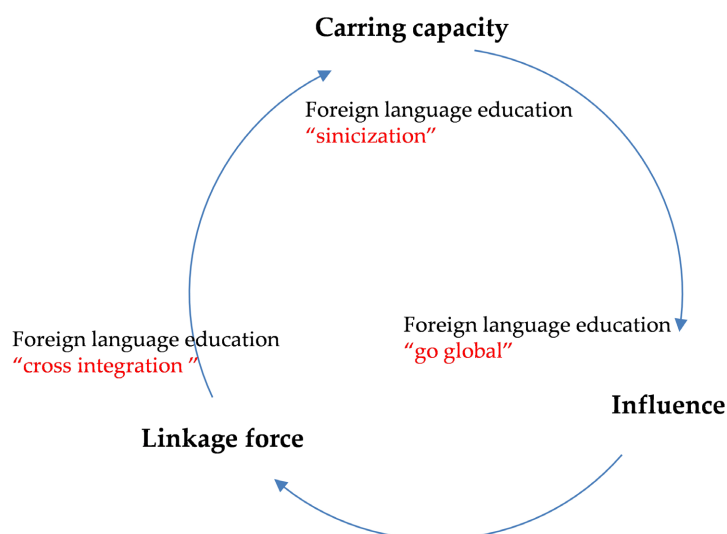 Carring capacity
Foreign language education
“sinicization”
Foreign language education
“go global”
Foreign language education
“cross integration ”
Influence
Linkage force